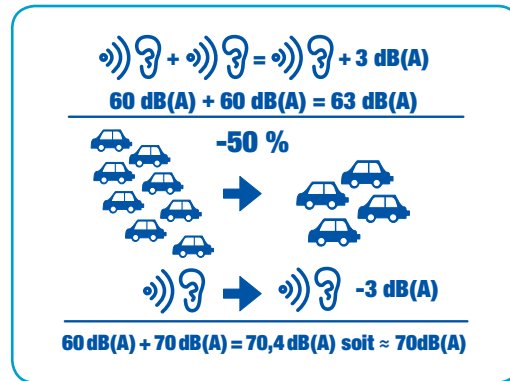 + = + 3 dB(A)
60 dB(A) + 60 dB(A) = 63 dB(A)
-50 %
-3 dB(A)
60 dB(A) + 70 dB(A) = 70,4 dB(A) soit ≈ 70dB(A)